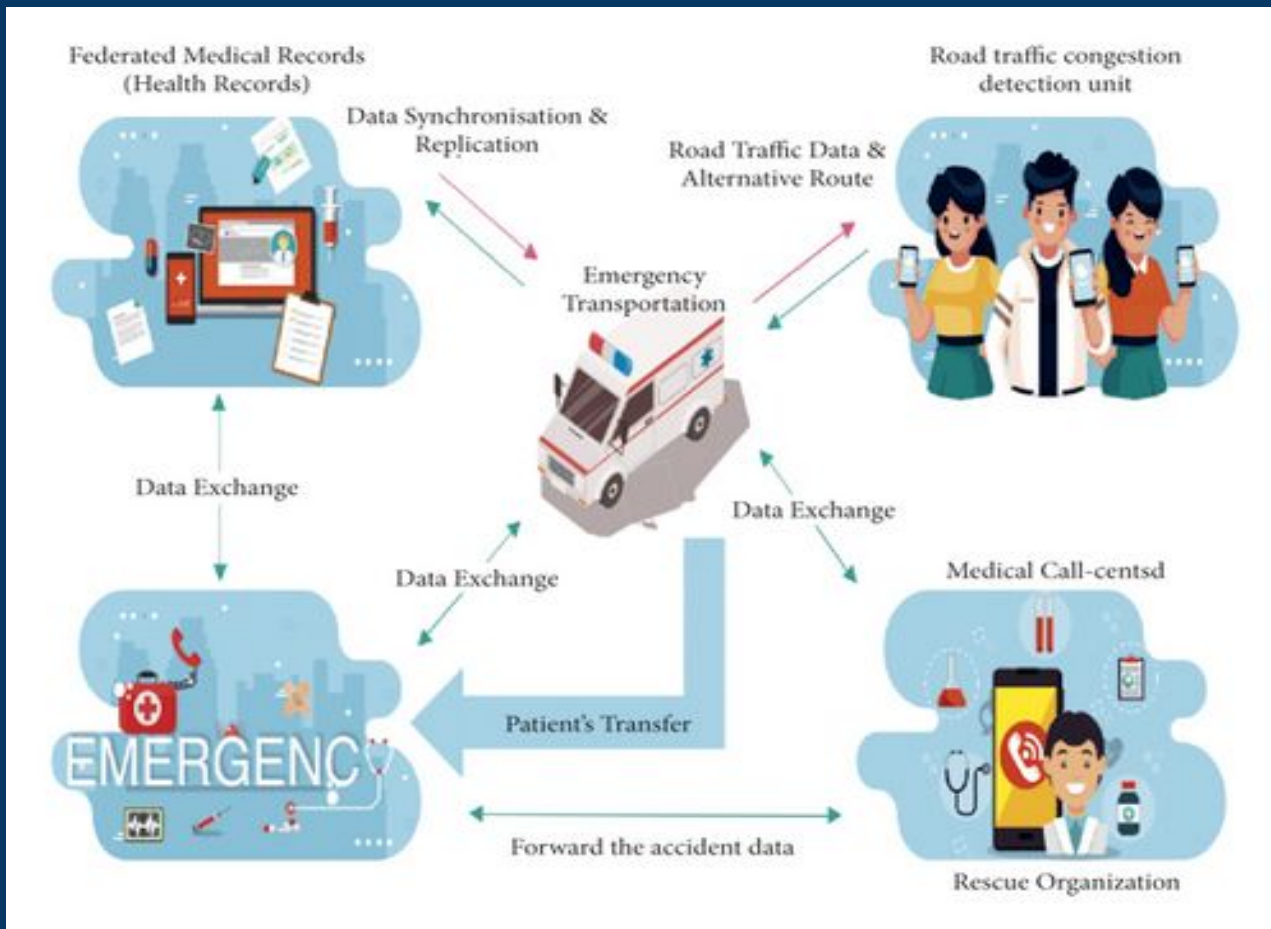 Federated Medical Records
(Health Records)
Data Synchronisation &
Replication
Road traffic congestion
detection unit
Road Traffic Data &
Alternative Route
Emergency
Transportation
Data Exchange
Data Exchange
Data Exchange
Medical Call-centsd
EMERGENC
Patient's Transfer
Forward the accident data
Rescue Organization